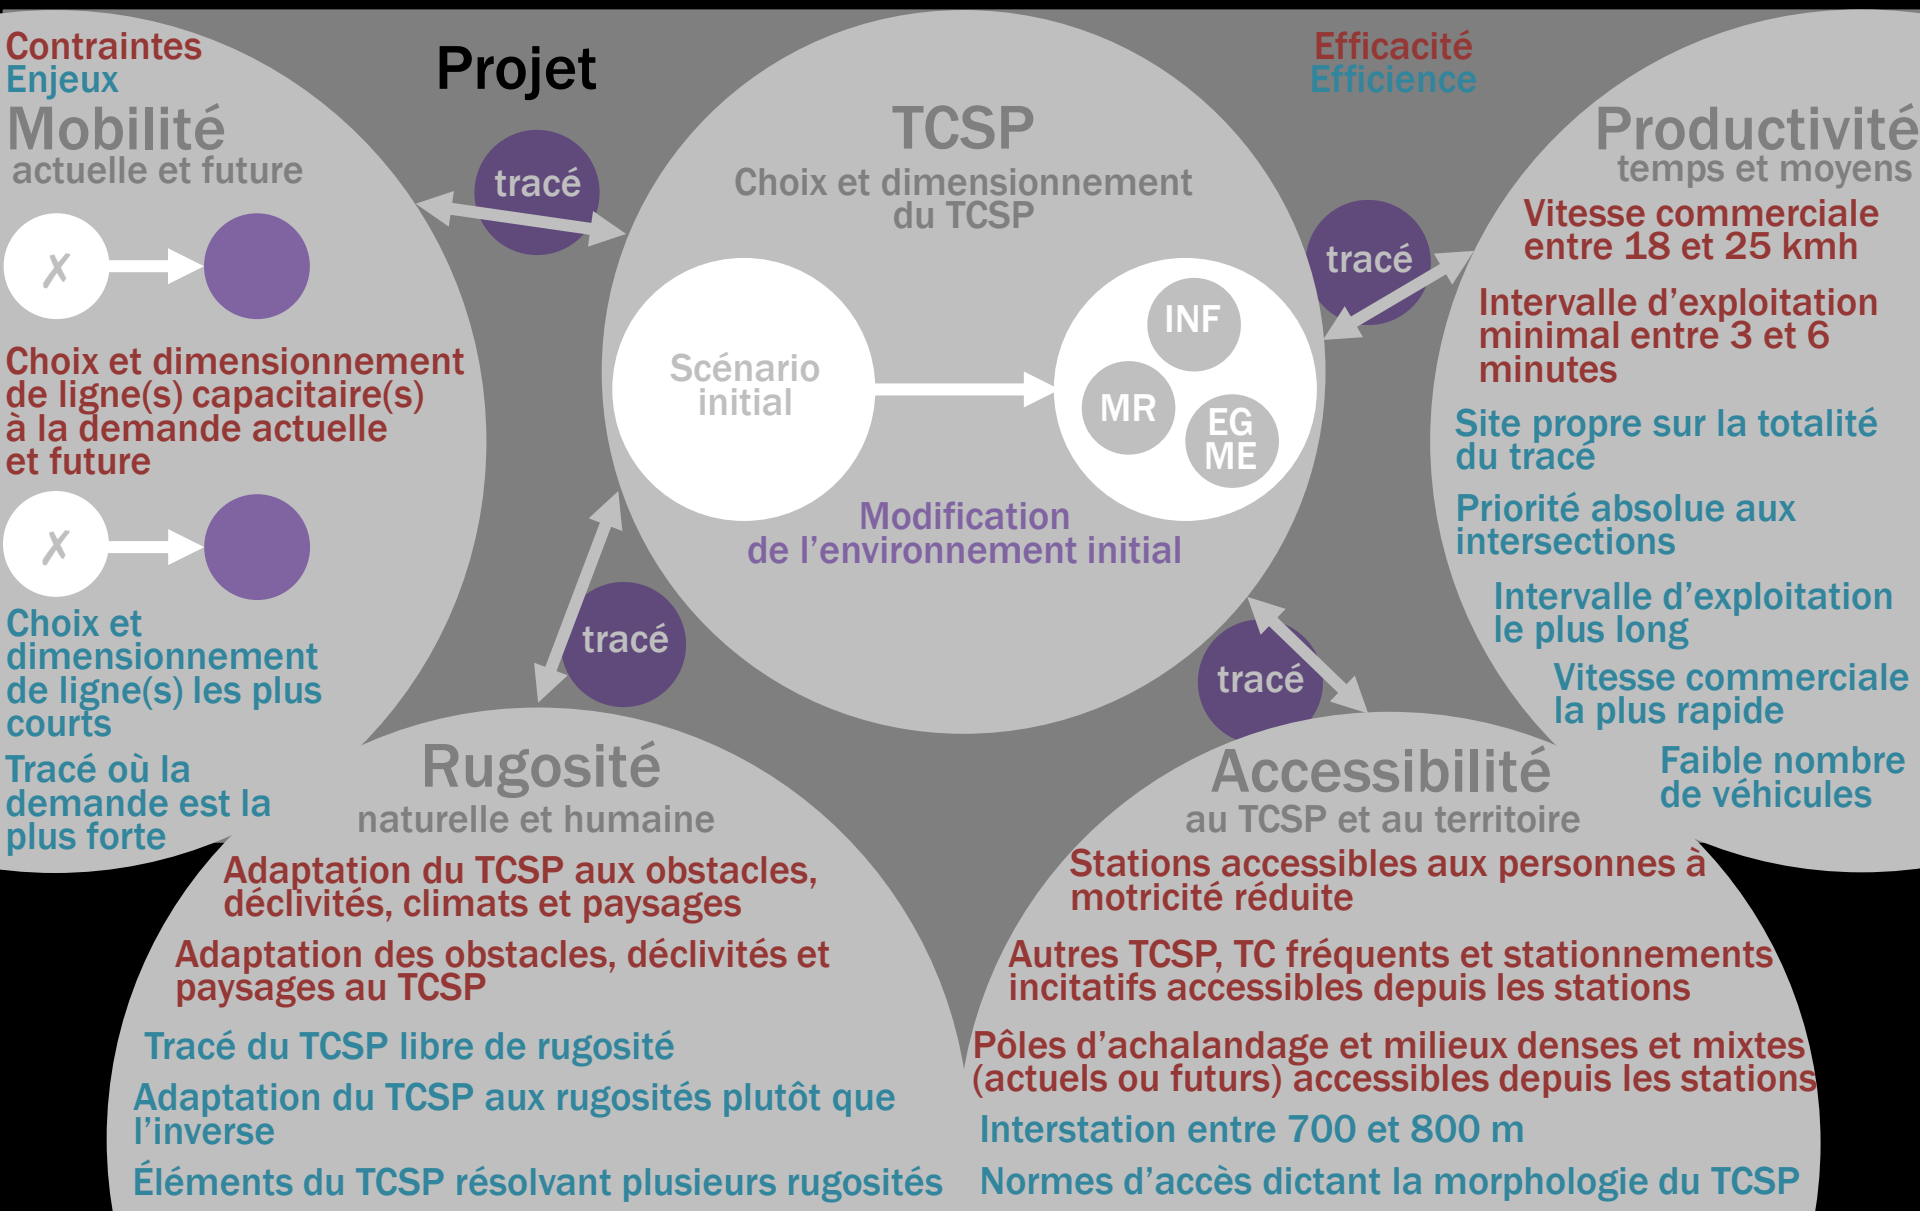 Contraintes
Enjeux
Mobilité
actuelle et future
✗
Choix et dimensionnement
de ligne(s) capacitaire(s)
à la demande actuelle
et future
✗
Choix et
dimensionnement
de ligne(s) les plus
courts
Tracé où la
demande est la
plus forte
Projet
tracé
TCSP
Choix et dimensionnement
du TCSP
Scénario
initial
INF
MR
EG
ME
Modification
de l'environnement initial
tracé
tracé
tracé
Efficacité
Efficience
Productivité
temps et moyens
Vitesse commerciale
entre 18 et 25 kmh
Intervalle d'exploitation
minimal entre 3 et 6
minutes
Site propre sur la totalité
du tracé
Priorité absolue aux
intersections
Intervalle d'exploitation
le plus long
Vitesse commerciale
la plus rapide
Faible nombre
de véhicules
Rugosité
naturelle et humaine
Adaptation du TCSP aux obstacles,
déclivités, climats et paysages
Adaptation des obstacles, déclivités et
paysages au TCSP
Tracé du TCSP libre de rugosité
Adaptation du TCSP aux rugosités plutôt que
l'inverse
Éléments du TCSP résolvant plusieurs rugosités
Accessibilité
au TCSP et au territoire
Stations accessibles aux personnes à
motricité réduite
Autres TCSP, TC fréquents et stationnements
incitatifs accessibles depuis les stations
Pôles d'achalandage et milieux denses et mixtes
(actuels ou futurs) accessibles depuis les stations
Interstation entre 700 et 800 m
Normes d'accès dictant la morphologie du TCSP